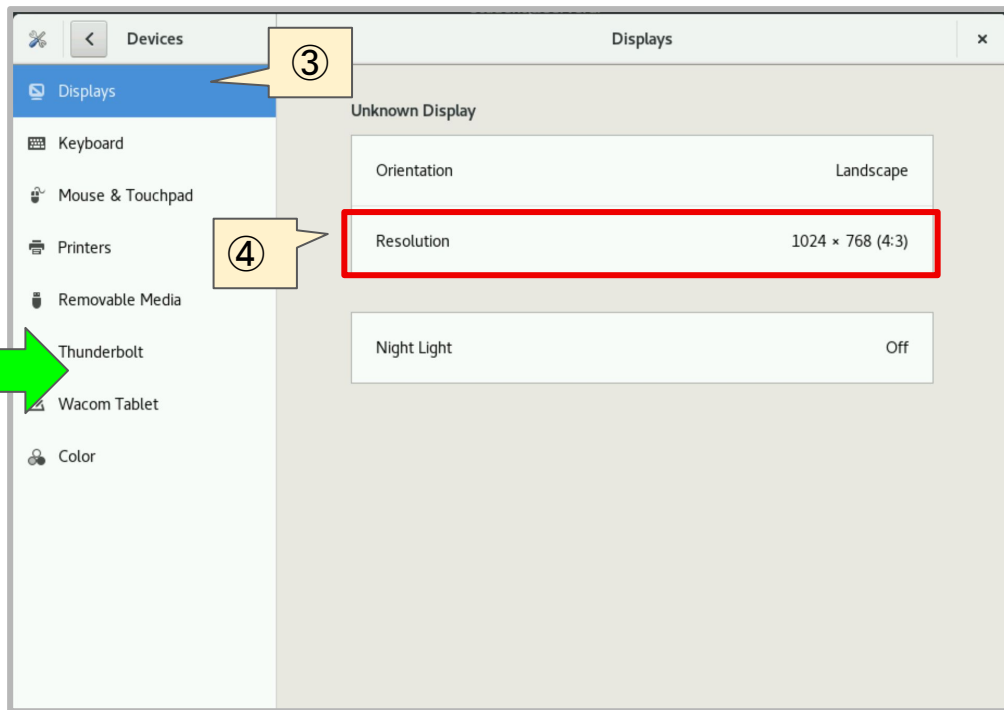 Devices
Displays
③
Displays
Keyboard
Mouse & Touchpad
Printers
Removable Media
Thunderbolt
Wacom Tablet
Color
Unknown Display
Orientation Landscape
④
Resolution 1024 × 768 (4:3)
Night Light Off